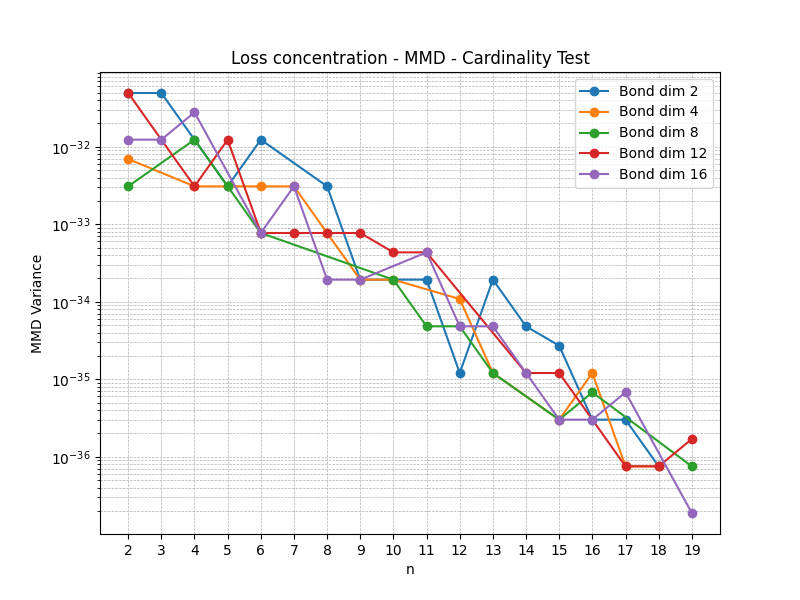 Loss concentration - MMD - Cardinality Test
MMD Variance
10⁻³²
10⁻³³
10⁻³⁴
10⁻³⁵
10⁻³⁶
Bond dim 2
Bond dim 4
Bond dim 8
Bond dim 12
Bond dim 16
2 3 4 5 6 7 8 9 10 11 12 13 14 15 16 17 18 19
n